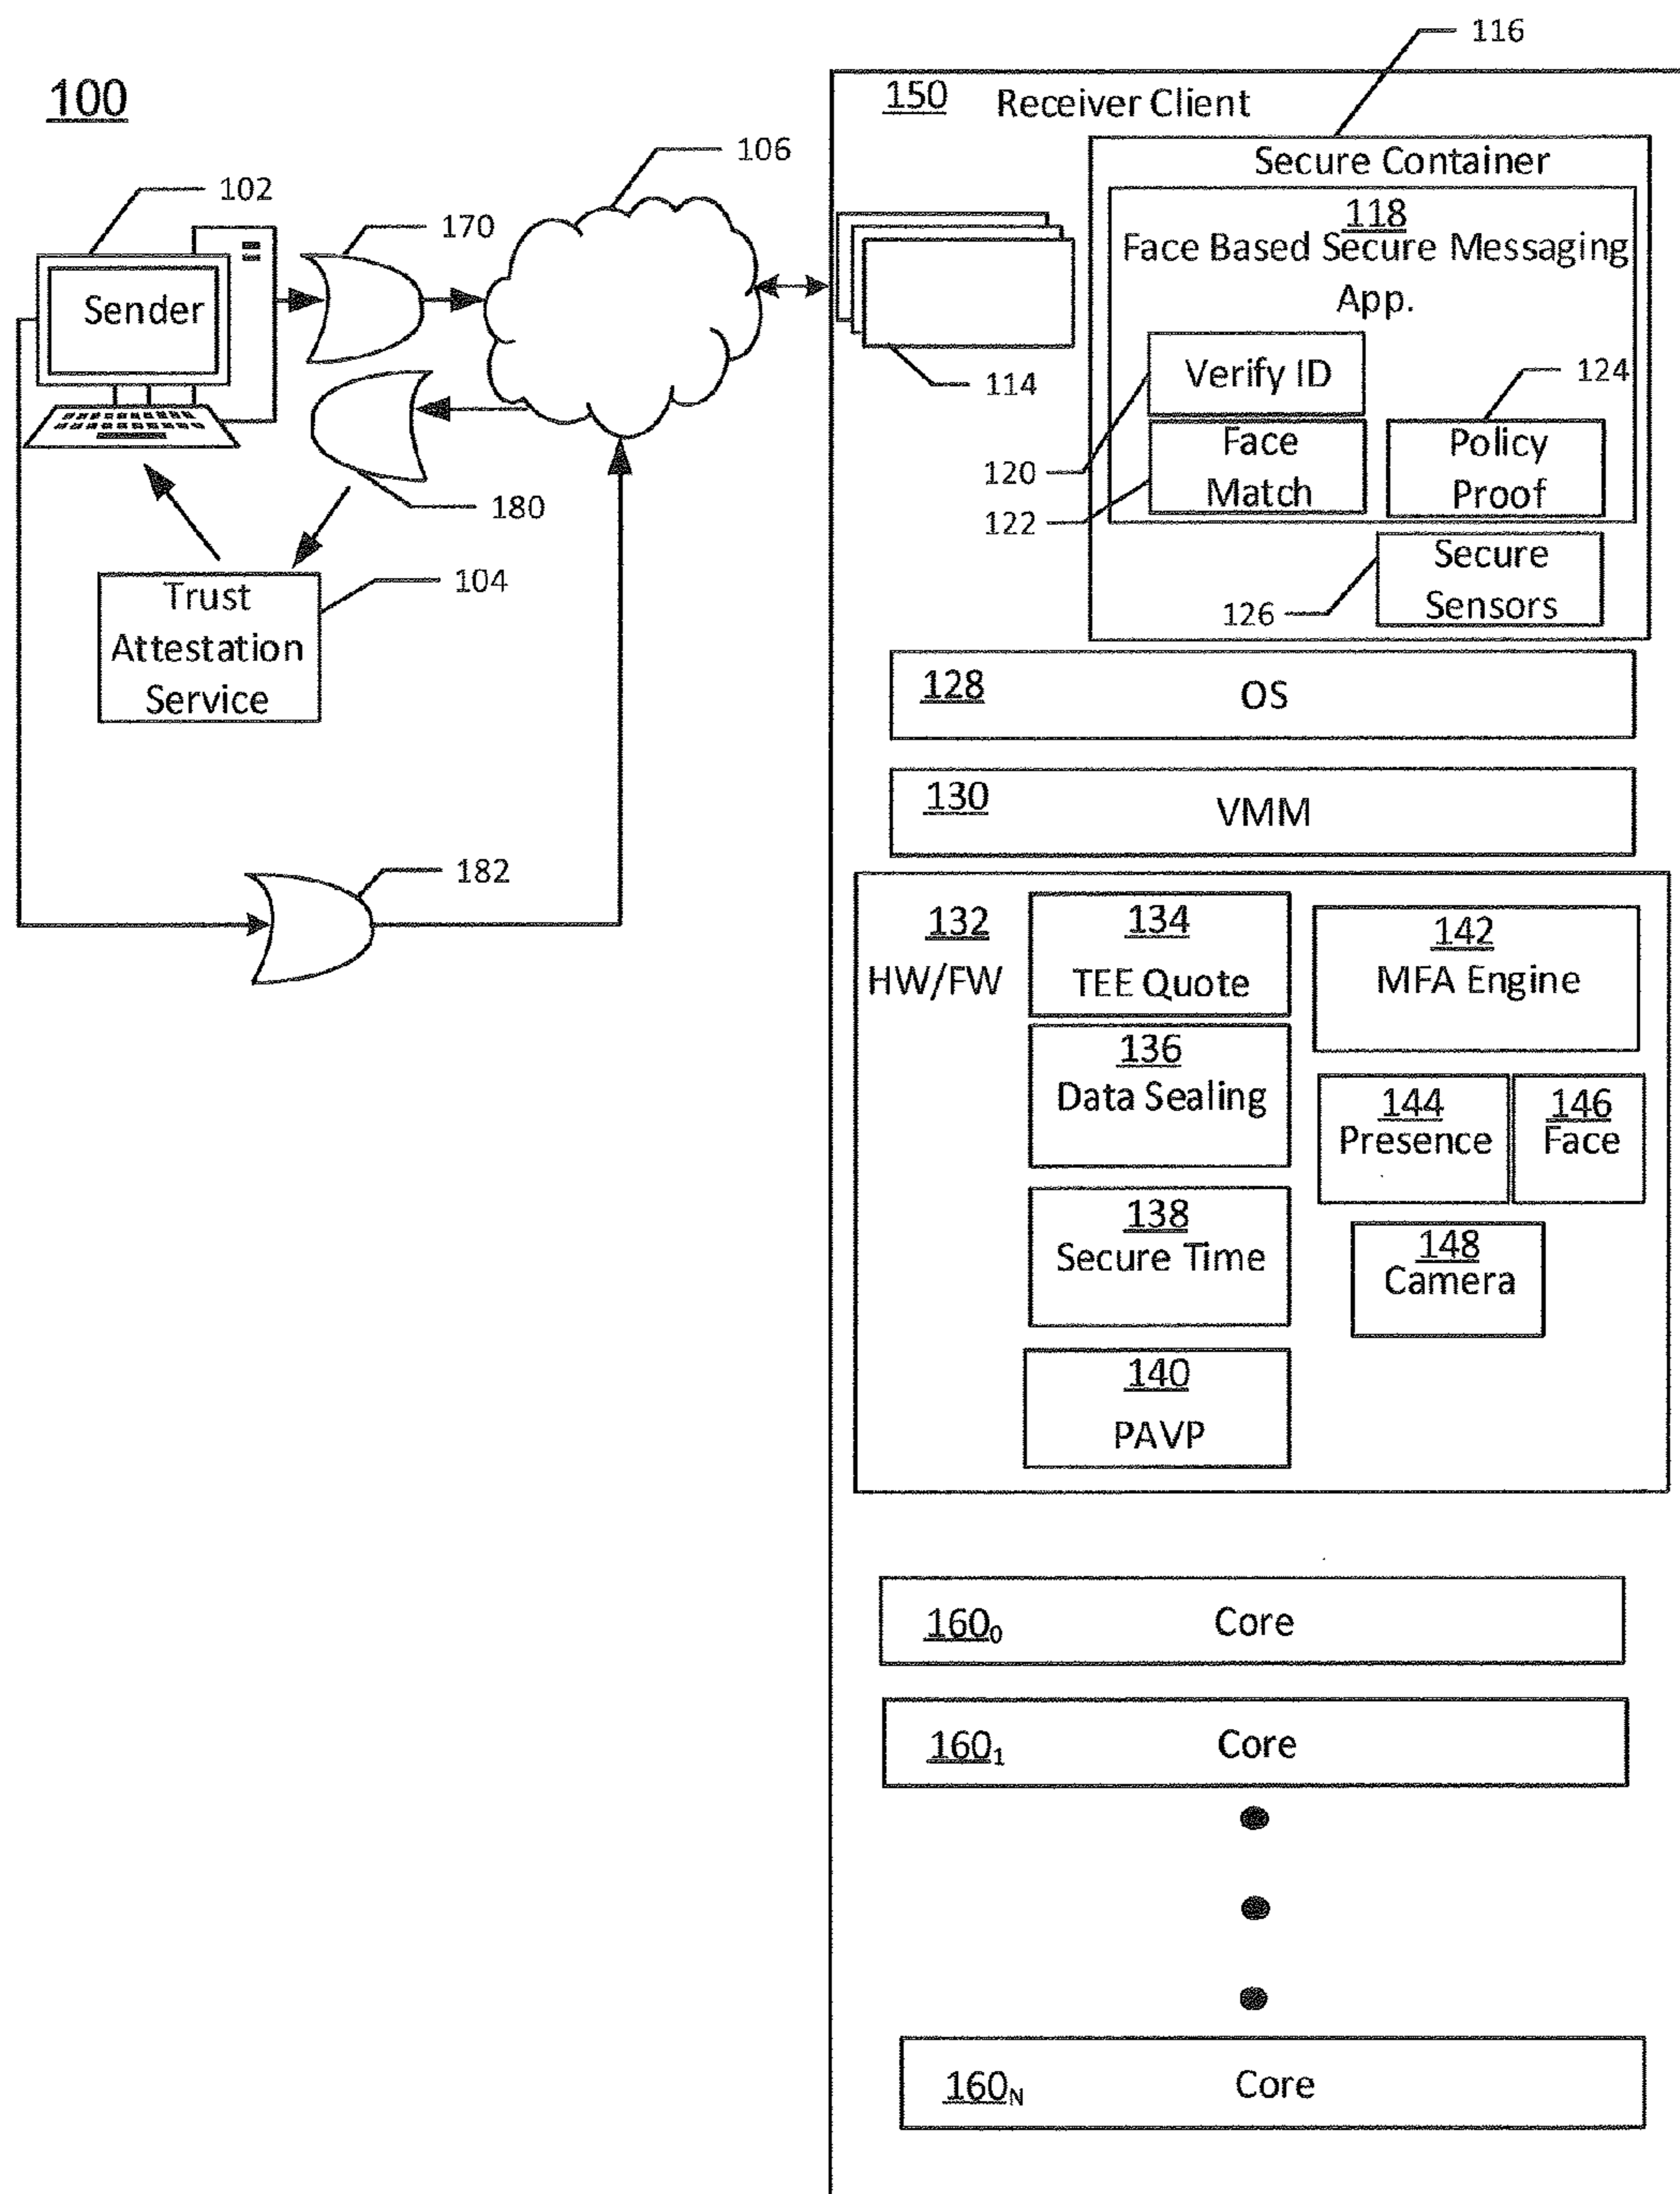 100
102
Sender
170
106
180
Trust
Attestation
Service
104
182
116
150 Receiver Client
Secure Container
118
Face Based Secure Messaging
App.
114
Verify ID
120
Face
Match
122
124
Policy
Proof
Secure
Sensors
126
128 OS
130 VMM
132
HW/FW
134
TEE Quote
136
Data Sealing
138
Secure Time
140
PAVP
142
MFA Engine
144
Presence
146
Face
148
Camera
160₀ Core
160₁ Core
160N Core